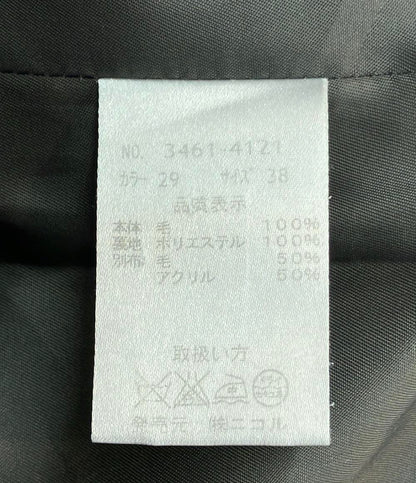 NO. 3461-4121
カラー 29 サイズ 38
品質表示
本体 毛 100%
裏地 ポリエステル 100%
別布 毛 50%
アクリル 50%
取扱い方
発売元 ㈱ニコル